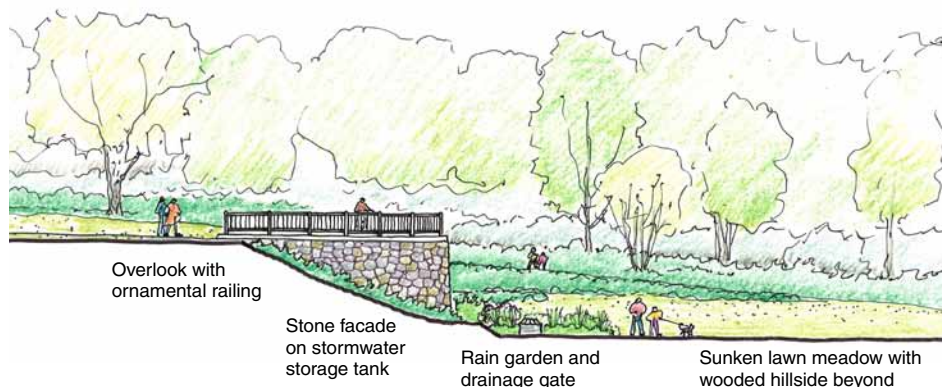 Overlook with
ornamental railing
Stone facade
on stormwater
storage tank
Rain garden and
drainage gate
Sunken lawn meadow with
wooded hillside beyond